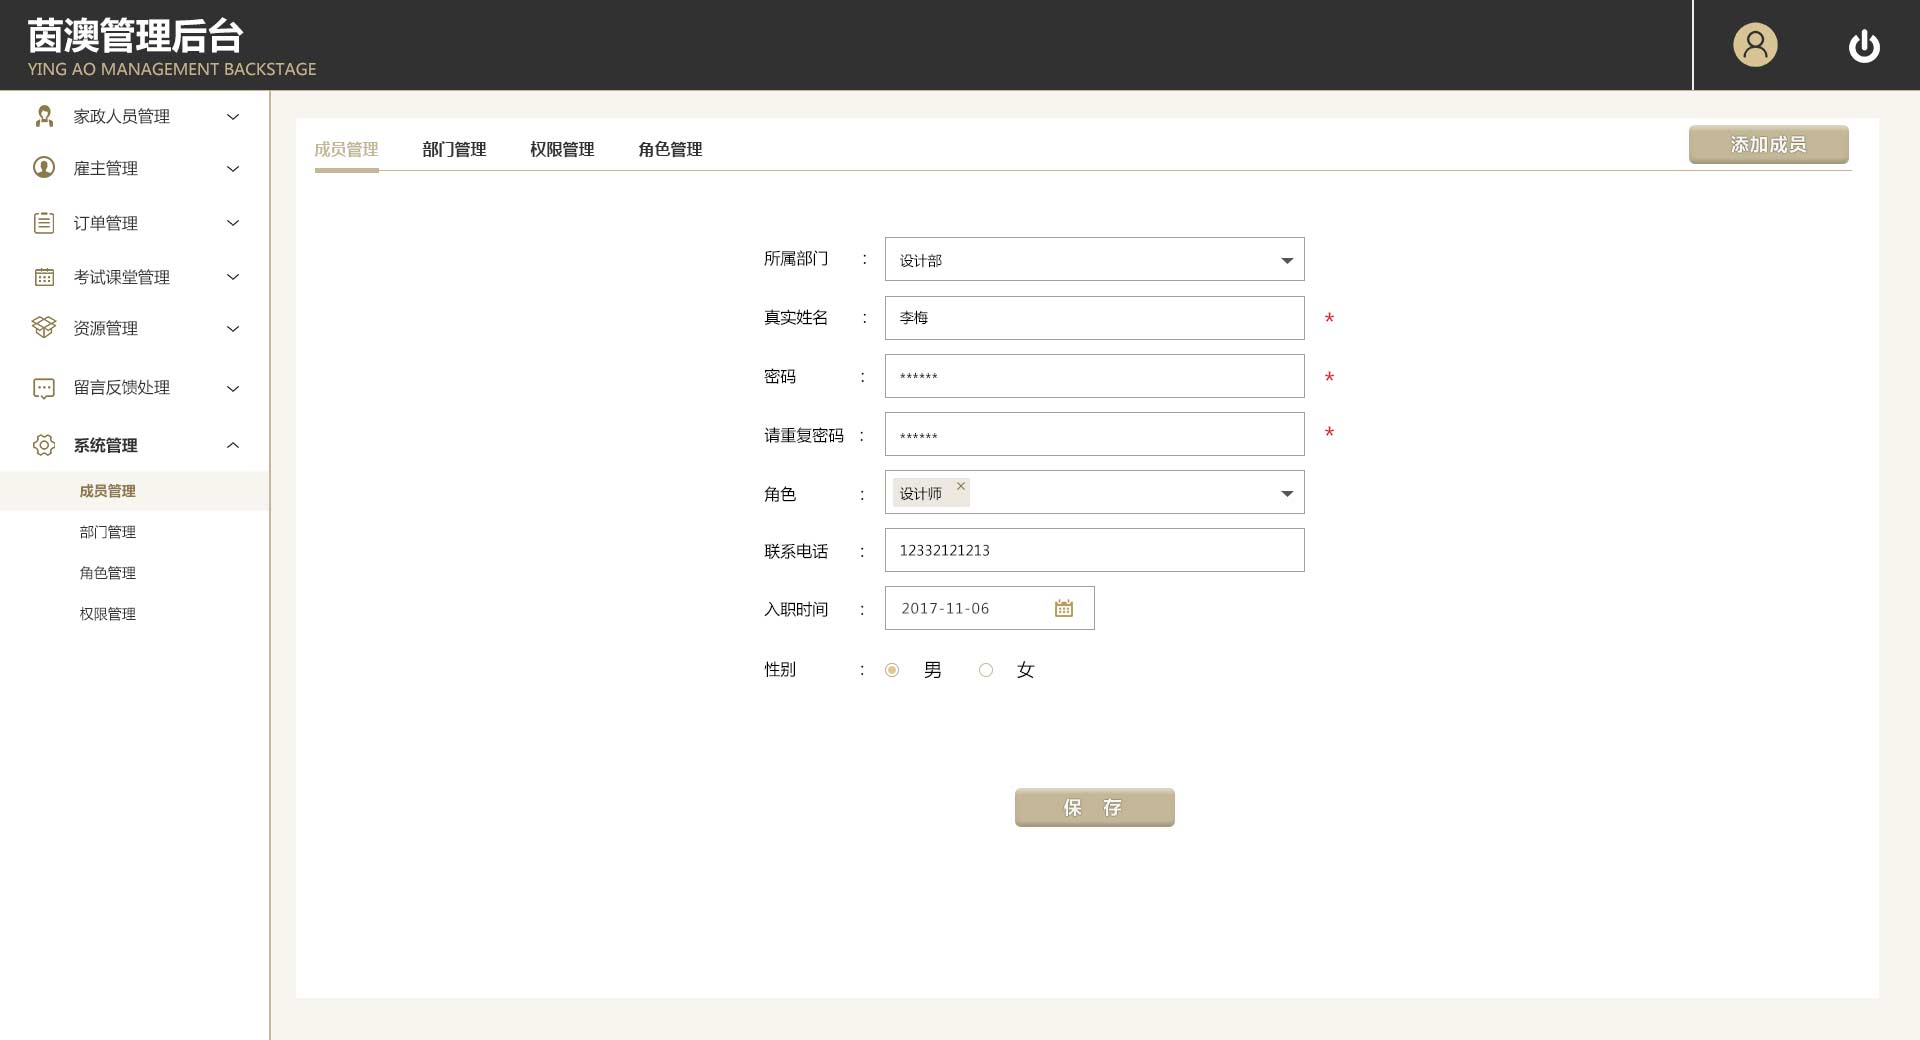 茵澳管理后台
YING AO MANAGEMENT BACKSTAGE
家政人员管理
雇主管理
订单管理
考试课堂管理
资源管理
留言反馈处理
系统管理
成员管理
部门管理
角色管理
权限管理
成员管理 部门管理 权限管理 角色管理
添加成员
所属部门 : 设计部
真实姓名 : 李梅 *
密码 : ****** *
请重复密码 : ****** *
角色 : 设计师 ×
联系电话 : 12332121213
入职时间 : 2017-11-06
性别 : 男 女
保 存